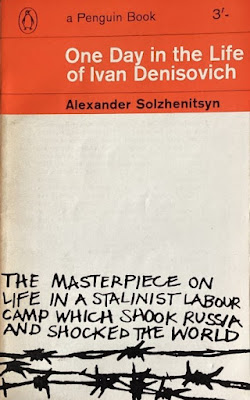 a Penguin Book 3'-
One Day in the Life
of Ivan Denisovich
Alexander Solzhenitsyn
THE MASTERPIECE ON
LIFE IN A STALINIST LABOUR
CAMP WHICH SHOOK RUSSIA
AND SHOCKED THE WORLD